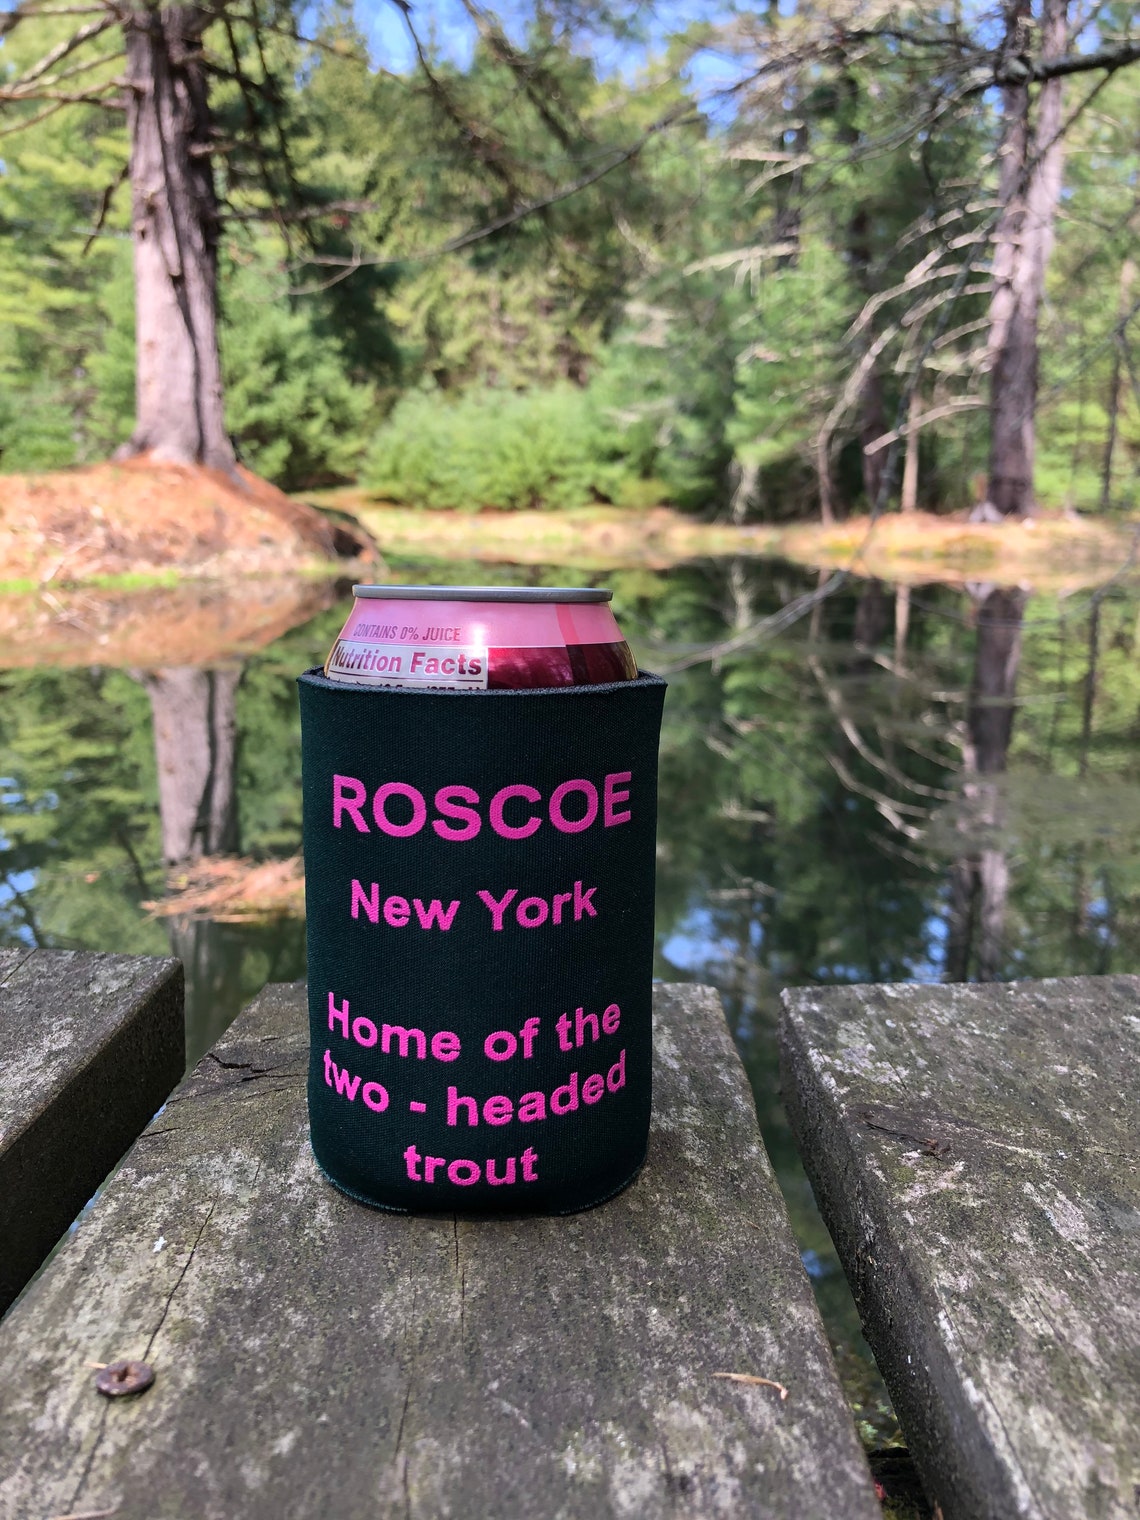 CONTAINS 0% JUICE
Nutrition Facts
ROSCOE
New York
Home of the
two - headed
trout